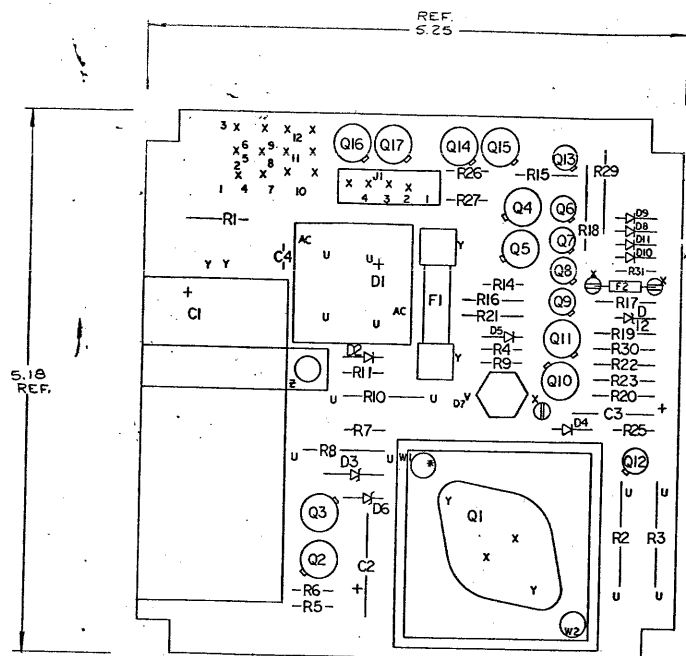 REF.
5.25
3 X X X 12 X
Q16 Q17 Q14 Q15 Q13
6 X 9 X 11 X
5
2 X 8 X X
1 4 7 10
J1
X X X X
4 3 2 1
R26
R27
R15
R29
R1
Q4 Q6
R18
D9
D8
D11
D10
AC
C4
U U
+
D1
Y
Q5 Q7
Y Y
Q8
R31
+
C1
F1
R14
X F2 X
R16
Q9
R17
U U AC
R21
D
12
D5
Q11
R19
D2
R4
R30
R11
R9
R22
Y
5.18
REF.
Z
R10
U U
D7 V X
Q10
R23
R20
C3 +
R7
D4
R25
R8
U U
W1
*
Q12
D3
D6
Y
Q1
X
X
Y
U U
Q3
C2
R2 R3
Q2
R6
+
R5
U U
W2